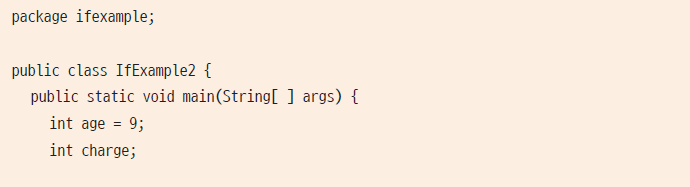 package ifexample;
public class IfExample2 {
public static void main(String[ ] args) {
int age = 9;
int charge;